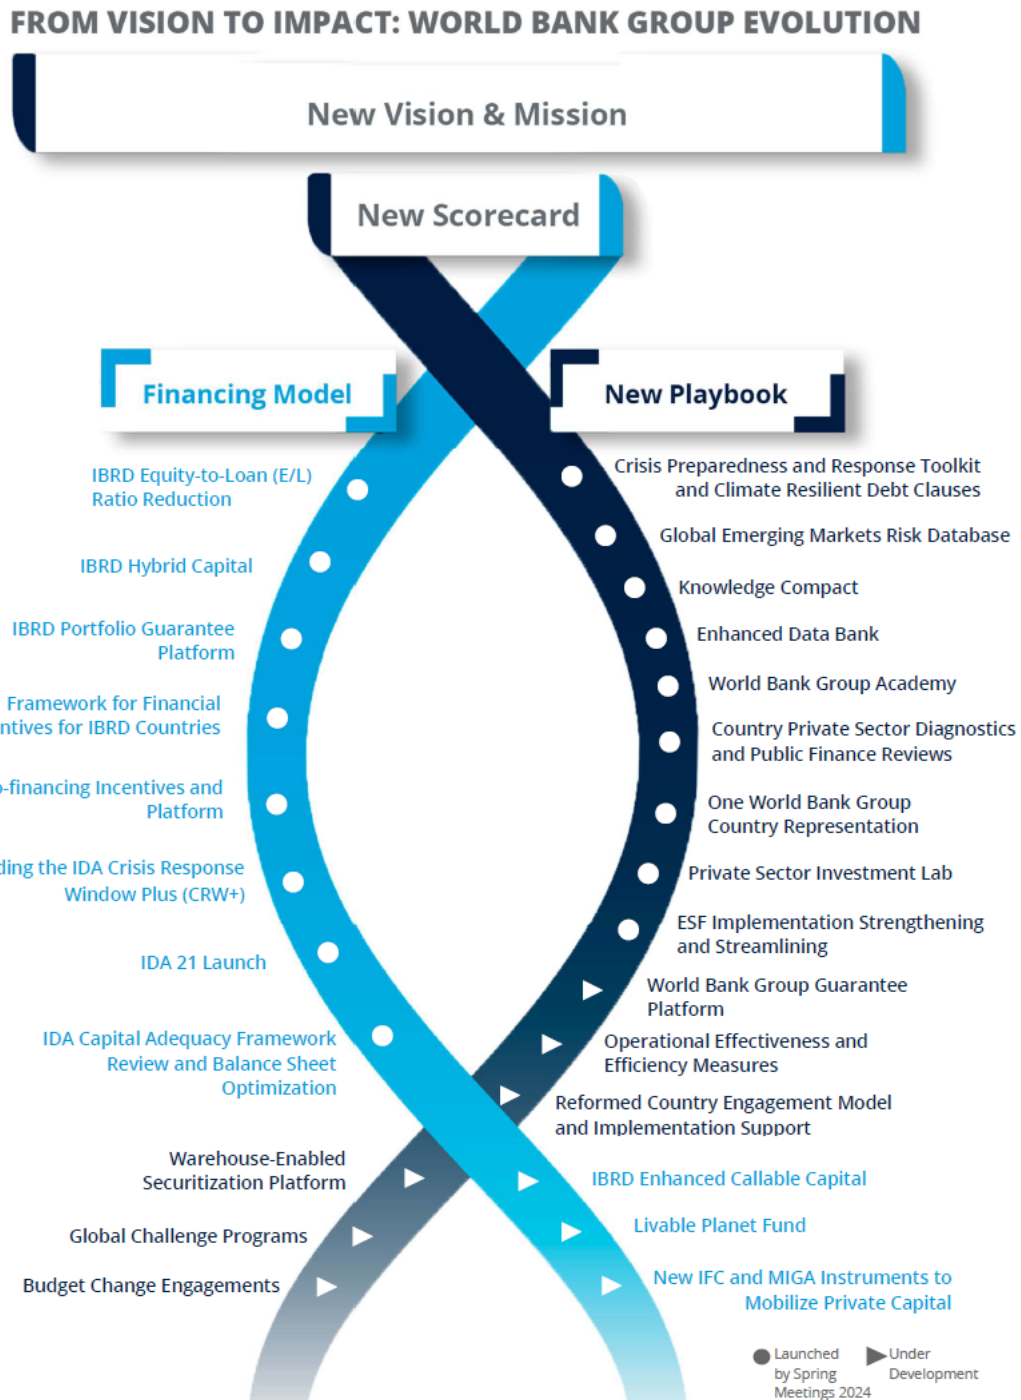 FROM VISION TO IMPACT: WORLD BANK GROUP EVOLUTION
New Vision & Mission
New Scorecard
Financing Model
New Playbook
IBRD Equity-to-Loan (E/L)
Ratio Reduction
IBRD Hybrid Capital
IBRD Portfolio Guarantee
Platform
Framework for Financial
ntives for IBRD Countries
o-financing Incentives and
Platform
ding the IDA Crisis Response
Window Plus (CRW+)
IDA 21 Launch
IDA Capital Adequacy Framework
Review and Balance Sheet
Optimization
Warehouse-Enabled
Securitization Platform
Global Challenge Programs
Budget Change Engagements
Crisis Preparedness and Response Toolkit
and Climate Resilient Debt Clauses
Global Emerging Markets Risk Database
Knowledge Compact
Enhanced Data Bank
World Bank Group Academy
Country Private Sector Diagnostics
and Public Finance Reviews
One World Bank Group
Country Representation
Private Sector Investment Lab
ESF Implementation Strengthening
and Streamlining
World Bank Group Guarantee
Platform
Operational Effectiveness and
Efficiency Measures
Reformed Country Engagement Model
and Implementation Support
IBRD Enhanced Callable Capital
Livable Planet Fund
New IFC and MIGA Instruments to
Mobilize Private Capital
Launched
by Spring
Meetings 2024
Under
Development